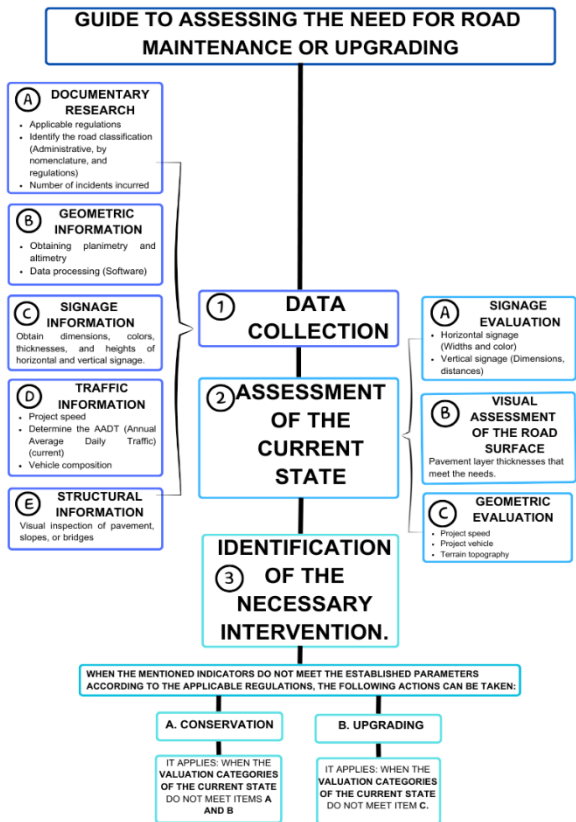 GUIDE TO ASSESSING THE NEED FOR ROAD
MAINTENANCE OR UPGRADING
A
DOCUMENTARY
RESEARCH
• Applicable regulations
• Identify the road classification
(Administrative, by
nomenclature, and
regulations)
• Number of incidents incurred
B
GEOMETRIC
INFORMATION
• Obtaining planimetry and
altimetry
• Data processing (Software)
C
SIGNAGE
INFORMATION
Obtain dimensions, colors,
thicknesses, and heights of
horizontal and vertical signage.
D
TRAFFIC
INFORMATION
• Project speed
• Determine the AADT (Annual
Average Daily Traffic)
(current)
• Vehicle composition
E
STRUCTURAL
INFORMATION
Visual inspection of pavement,
slopes, or bridges
1
DATA
COLLECTION
2
ASSESSMENT
OF THE
CURRENT
STATE
A
SIGNAGE
EVALUATION
• Horizontal signage
(Widths and color)
• Vertical signage (Dimensions,
distances)
B
VISUAL
ASSESSMENT
OF THE ROAD
SURFACE
Pavement layer thicknesses that
meet the needs.
C
GEOMETRIC
EVALUATION
• Project speed
• Project vehicle
• Terrain topography
3
IDENTIFICATION
OF THE
NECESSARY
INTERVENTION.
WHEN THE MENTIONED INDICATORS DO NOT MEET THE ESTABLISHED PARAMETERS
ACCORDING TO THE APPLICABLE REGULATIONS, THE FOLLOWING ACTIONS CAN BE TAKEN:
A. CONSERVATION
IT APPLIES: WHEN THE
VALUATION CATEGORIES
OF THE CURRENT STATE
DO NOT MEET ITEMS A
AND B
B. UPGRADING
IT APPLIES: WHEN THE
VALUATION CATEGORIES
OF THE CURRENT STATE
DO NOT MEET ITEM C.